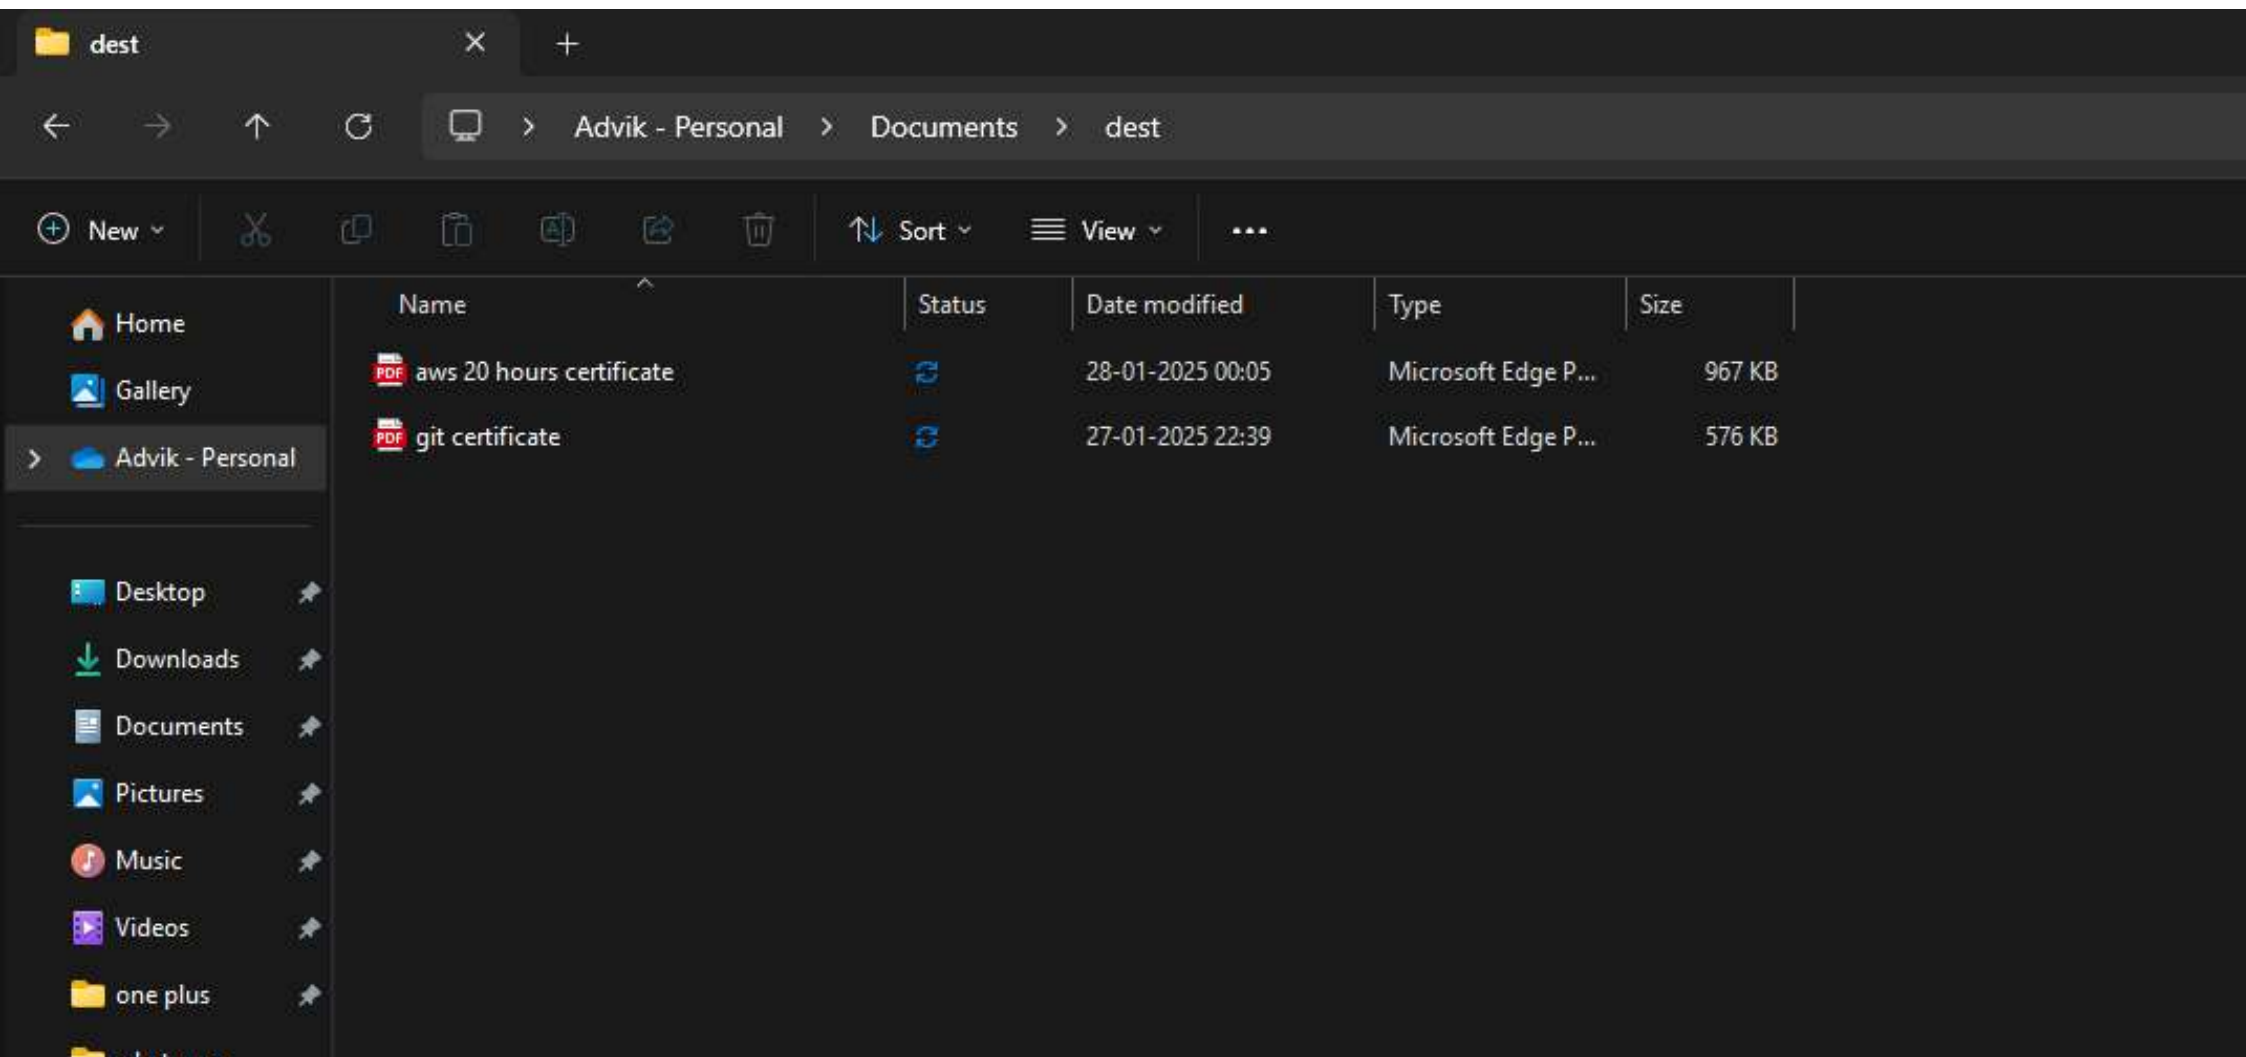 dest
Advik - Personal > Documents > dest
New
Sort
View
Name Status Date modified Type Size
aws 20 hours certificate 28-01-2025 00:05 Microsoft Edge P... 967 KB
git certificate 27-01-2025 22:39 Microsoft Edge P... 576 KB
Home
Gallery
Advik - Personal
Desktop
Downloads
Documents
Pictures
Music
Videos
one plus